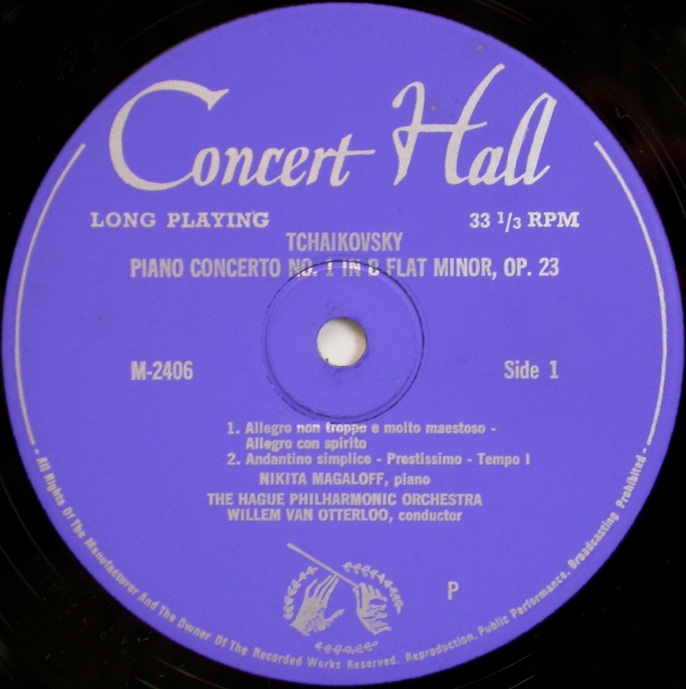 Concert Hall
LONG PLAYING 33 1/3 RPM
TCHAIKOVSKY
PIANO CONCERTO NO. 1 IN B FLAT MINOR, OP. 23
M-2406 Side 1
1. Allegro non troppo e molto maestoso -
Allegro con spirito
2. Andantino simplice - Prestissimo - Tempo I
NIKITA MAGALOFF, piano
THE HAGUE PHILHARMONIC ORCHESTRA
WILLEM VAN OTTERLOO, conductor
P
- All Rights Of The Manufacturer And The Owner Of The Recorded Works Reserved. Reproduction, Public Performance, Broadcasting Prohibited -